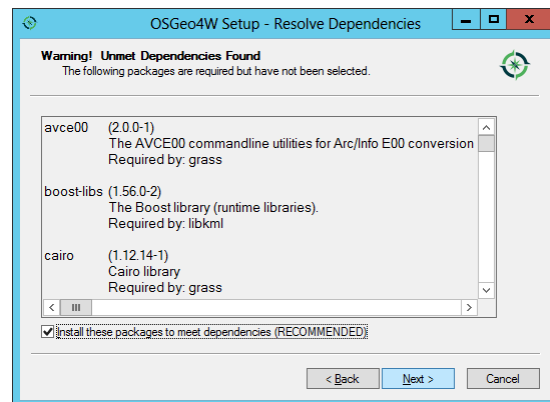 OSGeo4W Setup - Resolve Dependencies
Warning! Unmet Dependencies Found
The following packages are required but have not been selected.
avce00 (2.0.0-1)
The AVCE00 commandline utilities for Arc/Info E00 conversion
Required by: grass
boost-libs (1.56.0-2)
The Boost library (runtime libraries).
Required by: libkml
cairo (1.12.14-1)
Cairo library
Required by: grass
Install these packages to meet dependencies (RECOMMENDED)
< Back Next > Cancel